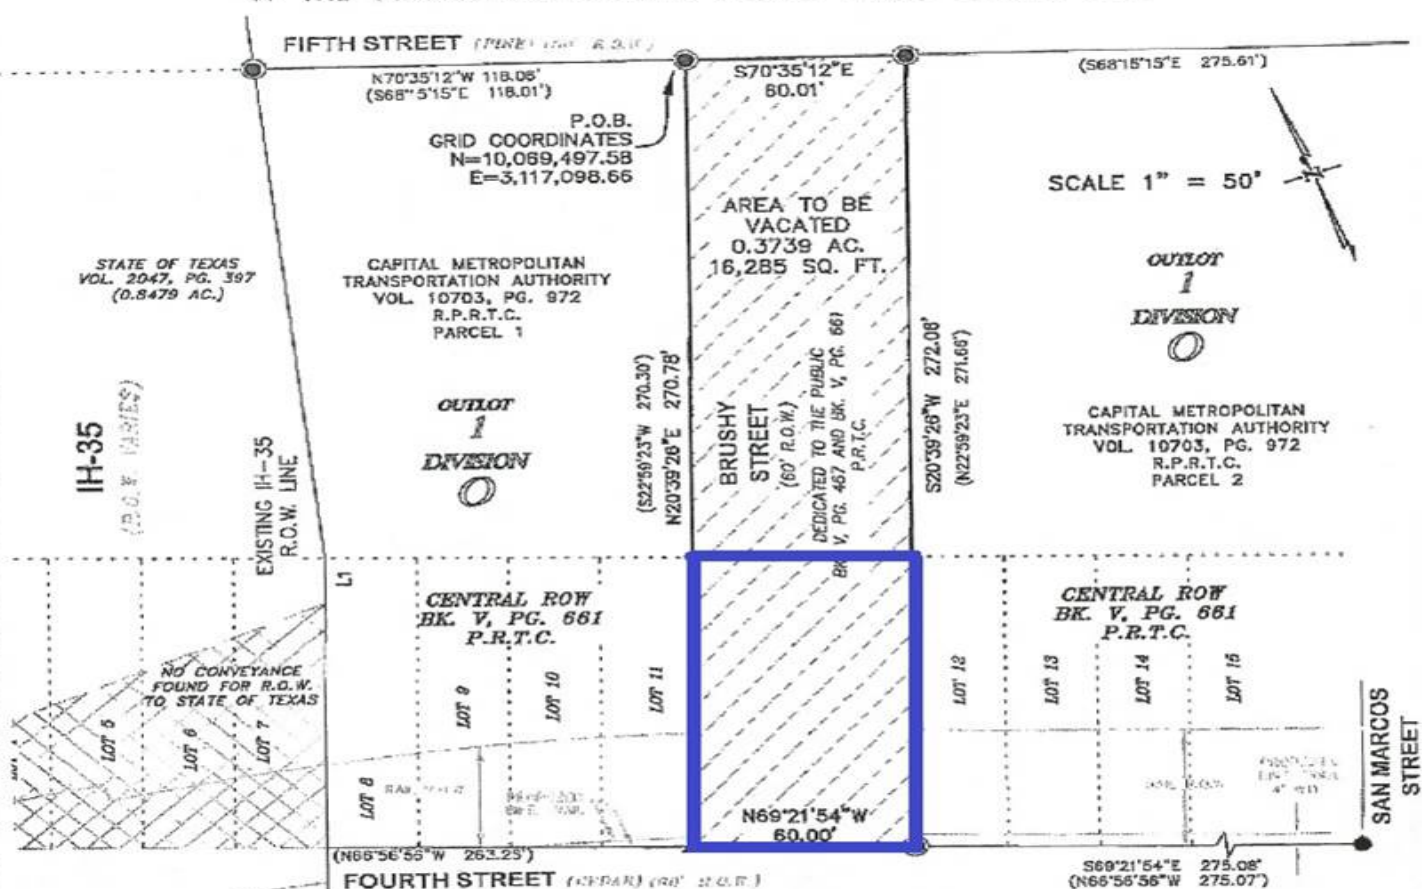 FIFTH STREET
N70°35'12"W 118.06'
118.01')
S70°35'12"E
60.01'
(S68°15'15"E 275.61')
P.O.B.
GRID COORDINATES
N=10,069,497.58
E=3,117,098.66
SCALE 1" = 50'
AREA TO BE
VACATED
0.3739 AC.
16,285 SQ. FT.
STATE OF TEXAS
VOL. 2047, PG. 397
(0.8479 AC.)
CAPITAL METROPOLITAN
TRANSPORTATION AUTHORITY
VOL. 10703, PG. 972
R.P.R.T.C.
PARCEL 1
OUTLOT
1
DIVISION
O
OUTLOT
1
DIVISION
O
IH-35
EXISTING IH-35
R.O.W. LINE
(S22°59'23"W 270.30')
N20°39'26"E 270.78'
BRUSHY
STREET
(60' R.O.W.)
DEDICATED TO THE PUBLIC
BK V, PG. 467 AND BK. V, PG. 661
P.R.T.C.
S20°39'26"W 272.06'
(N22°59'23"E 271.66')
CAPITAL METROPOLITAN
TRANSPORTATION AUTHORITY
VOL. 10703, PG. 972
R.P.R.T.C.
PARCEL 2
L1
CENTRAL ROW
BK. V, PG. 661
P.R.T.C.
CENTRAL ROW
BK. V, PG. 661
P.R.T.C.
NO CONVEYANCE
FOUND FOR R.O.W.
TO STATE OF TEXAS
LOT 5
LOT 6
LOT 7
LOT 8
LOT 9
LOT 10
LOT 11
LOT 12
LOT 13
LOT 14
LOT 15
SAN MARCOS
STREET
N69°21'54"W
60.00'
(N66°56'56"W 263.25')
FOURTH STREET
S69°21'54"E 275.08'
(N66°56'56"W 275.07')